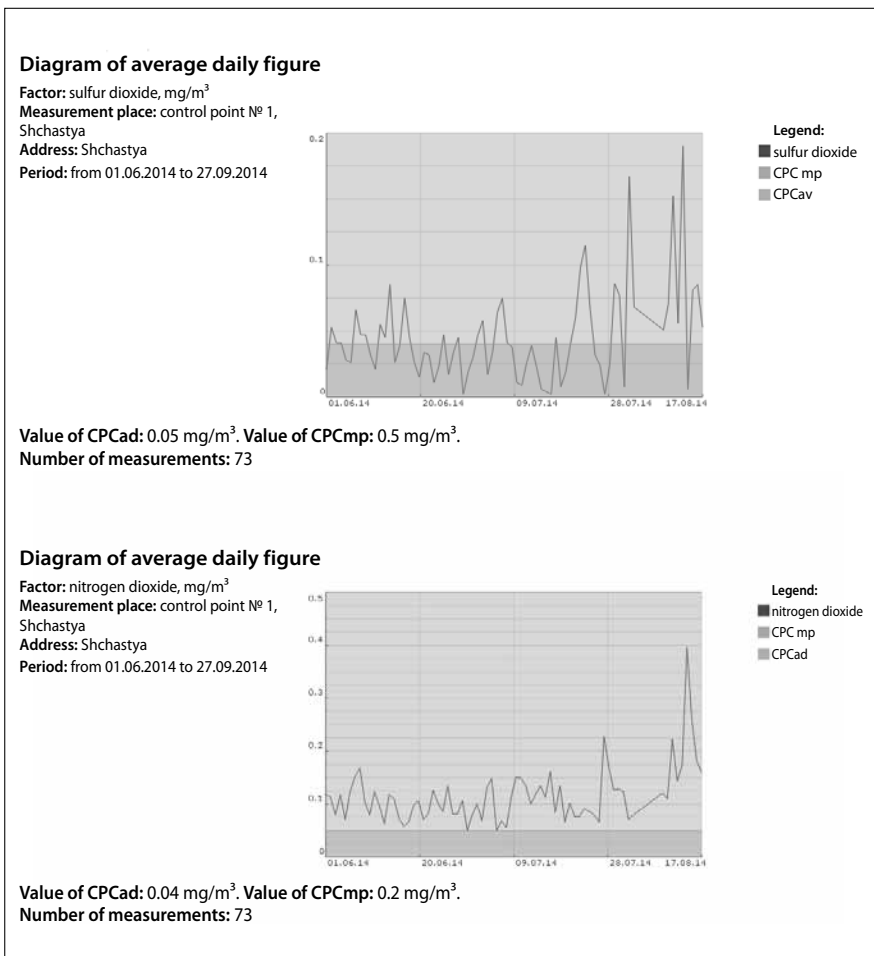 Diagram of average daily figure
Factor: sulfur dioxide, mg/m³
Measurement place: control point № 1,
Shchastya
Address: Shchastya
Period: from 01.06.2014 to 27.09.2014
0.2
0.1
0
01.06.14 20.06.14 09.07.14 28.07.14 17.08.14
Legend:
sulfur dioxide
CPC mp
CPCav
Value of CPCad: 0.05 mg/m³. Value of CPCmp: 0.5 mg/m³.
Number of measurements: 73
Diagram of average daily figure
Factor: nitrogen dioxide, mg/m³
Measurement place: control point № 1,
Shchastya
Address: Shchastya
Period: from 01.06.2014 to 27.09.2014
0.5
0.4
0.3
0.2
0.1
0
01.06.14 20.06.14 09.07.14 28.07.14 17.08.14
Legend:
nitrogen dioxide
CPC mp
CPCad
Value of CPCad: 0.04 mg/m³. Value of CPCmp: 0.2 mg/m³.
Number of measurements: 73